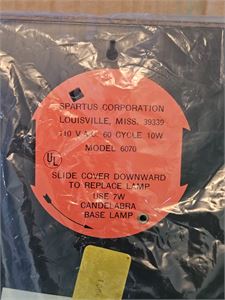 SPARTUS CORPORATION
LOUISVILLE, MISS. 39339
110 V A.C. 60 CYCLE 10W
MODEL 6070
UL
SLIDE COVER DOWNWARD
TO REPLACE LAMP
USE 7W
CANDELABRA
BASE LAMP